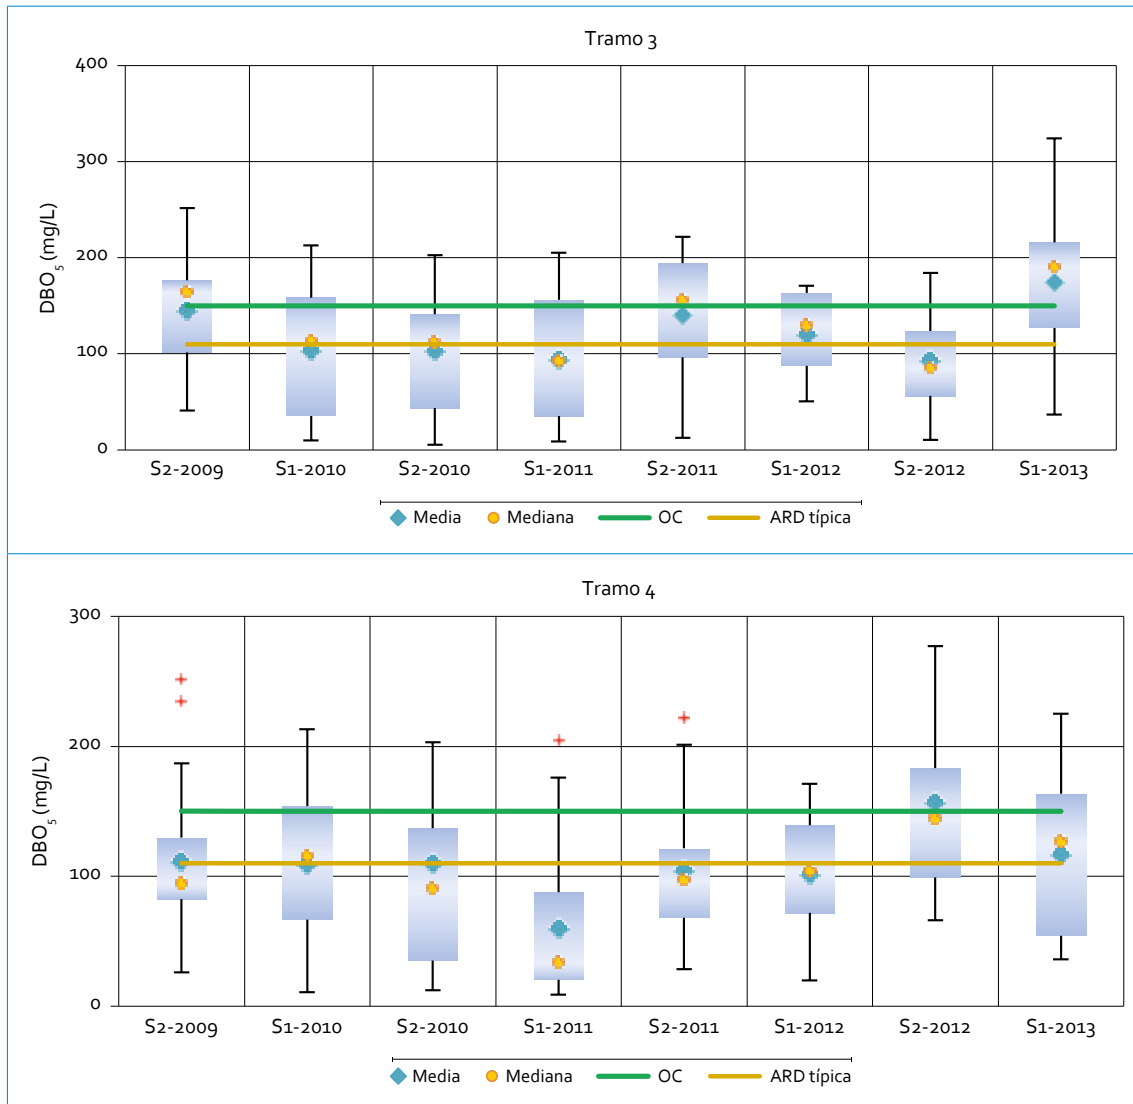 Tramo 3
400
300
200
100
0
DBO5 (mg/L)
S2-2009 S1-2010 S2-2010 S1-2011 S2-2011 S1-2012 S2-2012 S1-2013
Media Mediana OC ARD típica
Tramo 4
300
200
100
0
DBO5 (mg/L)
S2-2009 S1-2010 S2-2010 S1-2011 S2-2011 S1-2012 S2-2012 S1-2013
Media Mediana OC ARD típica